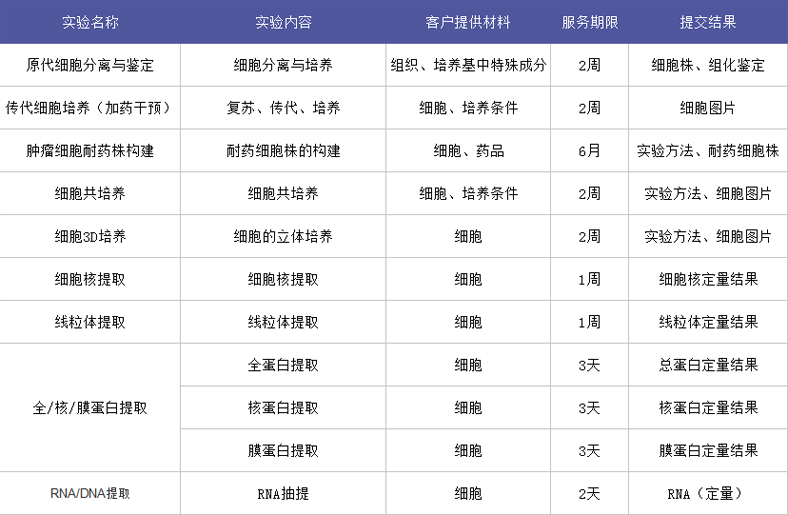 实验名称 实验内容 客户提供材料 服务期限 提交结果
原代细胞分离与鉴定 细胞分离与培养 组织、培养基中特殊成分 2周 细胞株、组化鉴定
传代细胞培养（加药干预） 复苏、传代、培养 细胞、培养条件 2周 细胞图片
肿瘤细胞耐药株构建 耐药细胞株的构建 细胞、药品 6月 实验方法、耐药细胞株
细胞共培养 细胞共培养 细胞、培养条件 2周 实验方法、细胞图片
细胞3D培养 细胞的立体培养 细胞 2周 实验方法、细胞图片
细胞核提取 细胞核提取 细胞 1周 细胞核定量结果
线粒体提取 线粒体提取 细胞 1周 线粒体定量结果
全蛋白提取 细胞 3天 总蛋白定量结果
全/核/膜蛋白提取 核蛋白提取 细胞 3天 核蛋白定量结果
膜蛋白提取 细胞 3天 膜蛋白定量结果
RNA/DNA提取 RNA抽提 细胞 2天 RNA（定量）